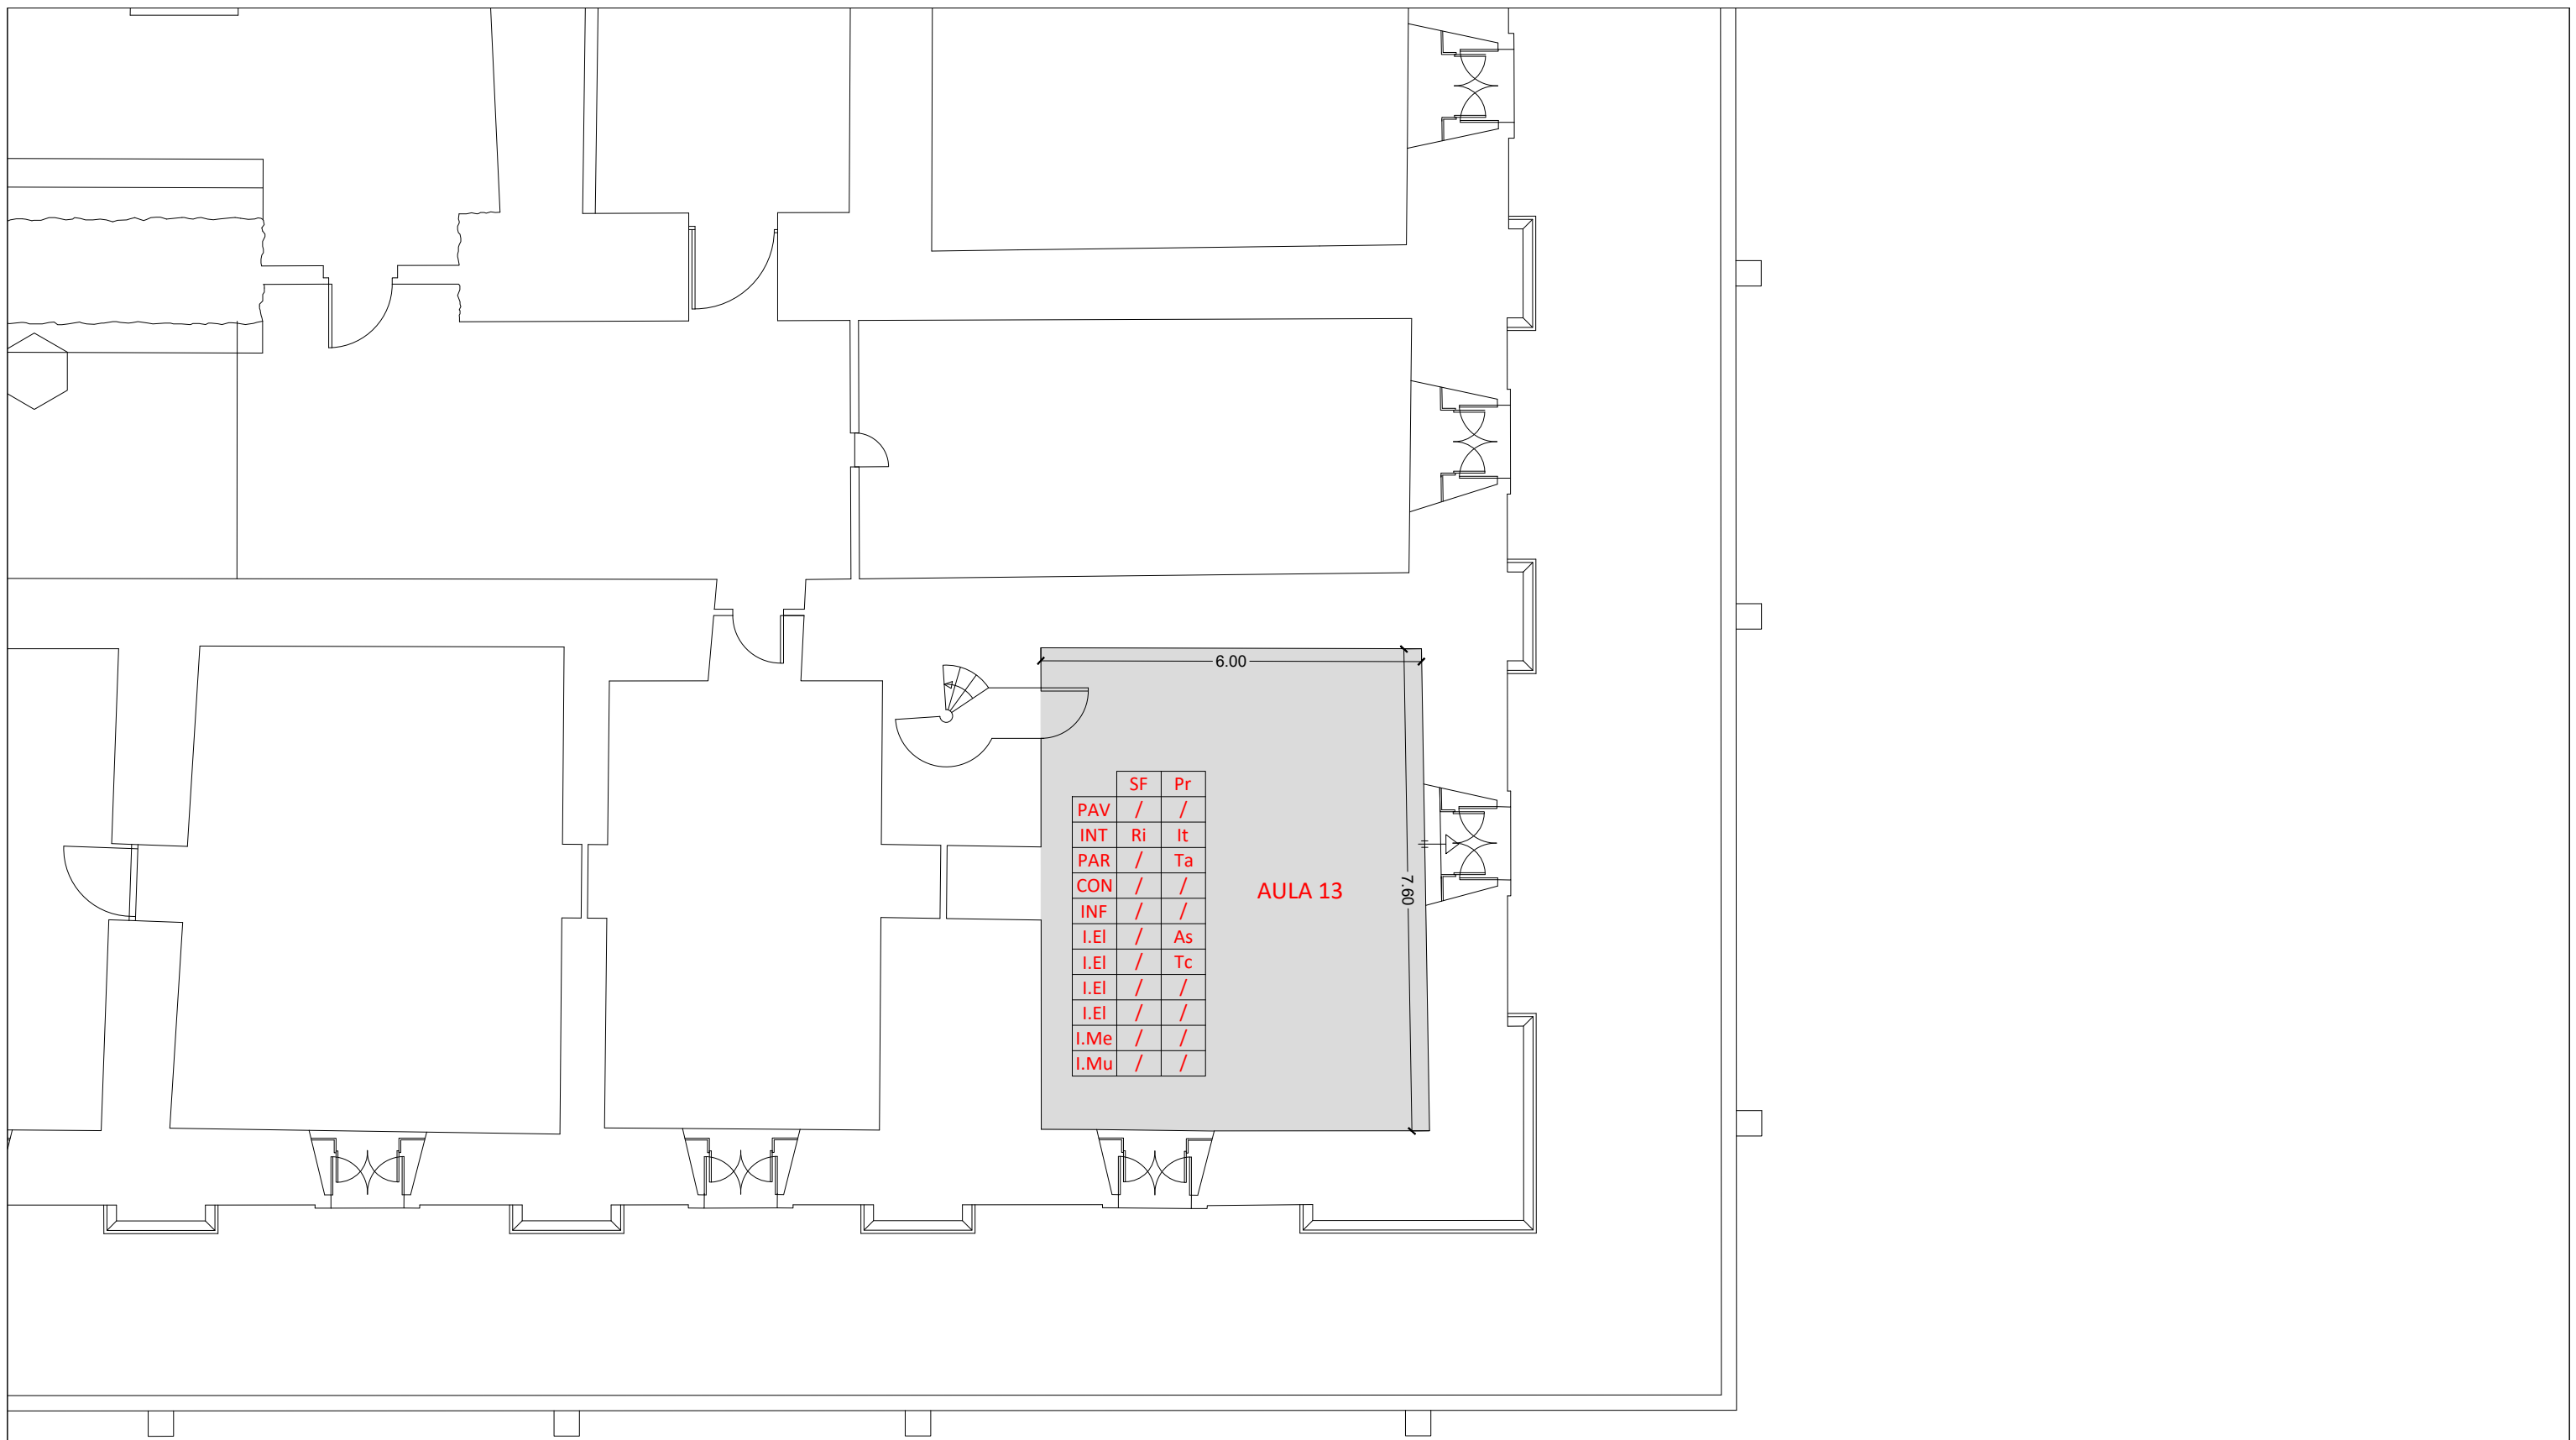 6.00
SF Pr
PAV / /
INT Ri It
PAR / Ta
CON / /
INF / /
I.El / As
I.El / Tc
I.El / /
I.El / /
I.Me / /
I.Mu / /
AULA 13
7.60